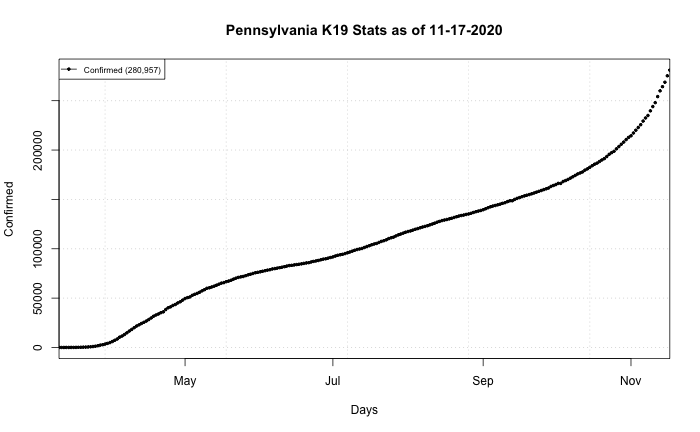 Pennsylvania K19 Stats as of 11-17-2020
Confirmed (280,957)
Confirmed
200000
100000
50000
0
May
Jul
Sep
Nov
Days